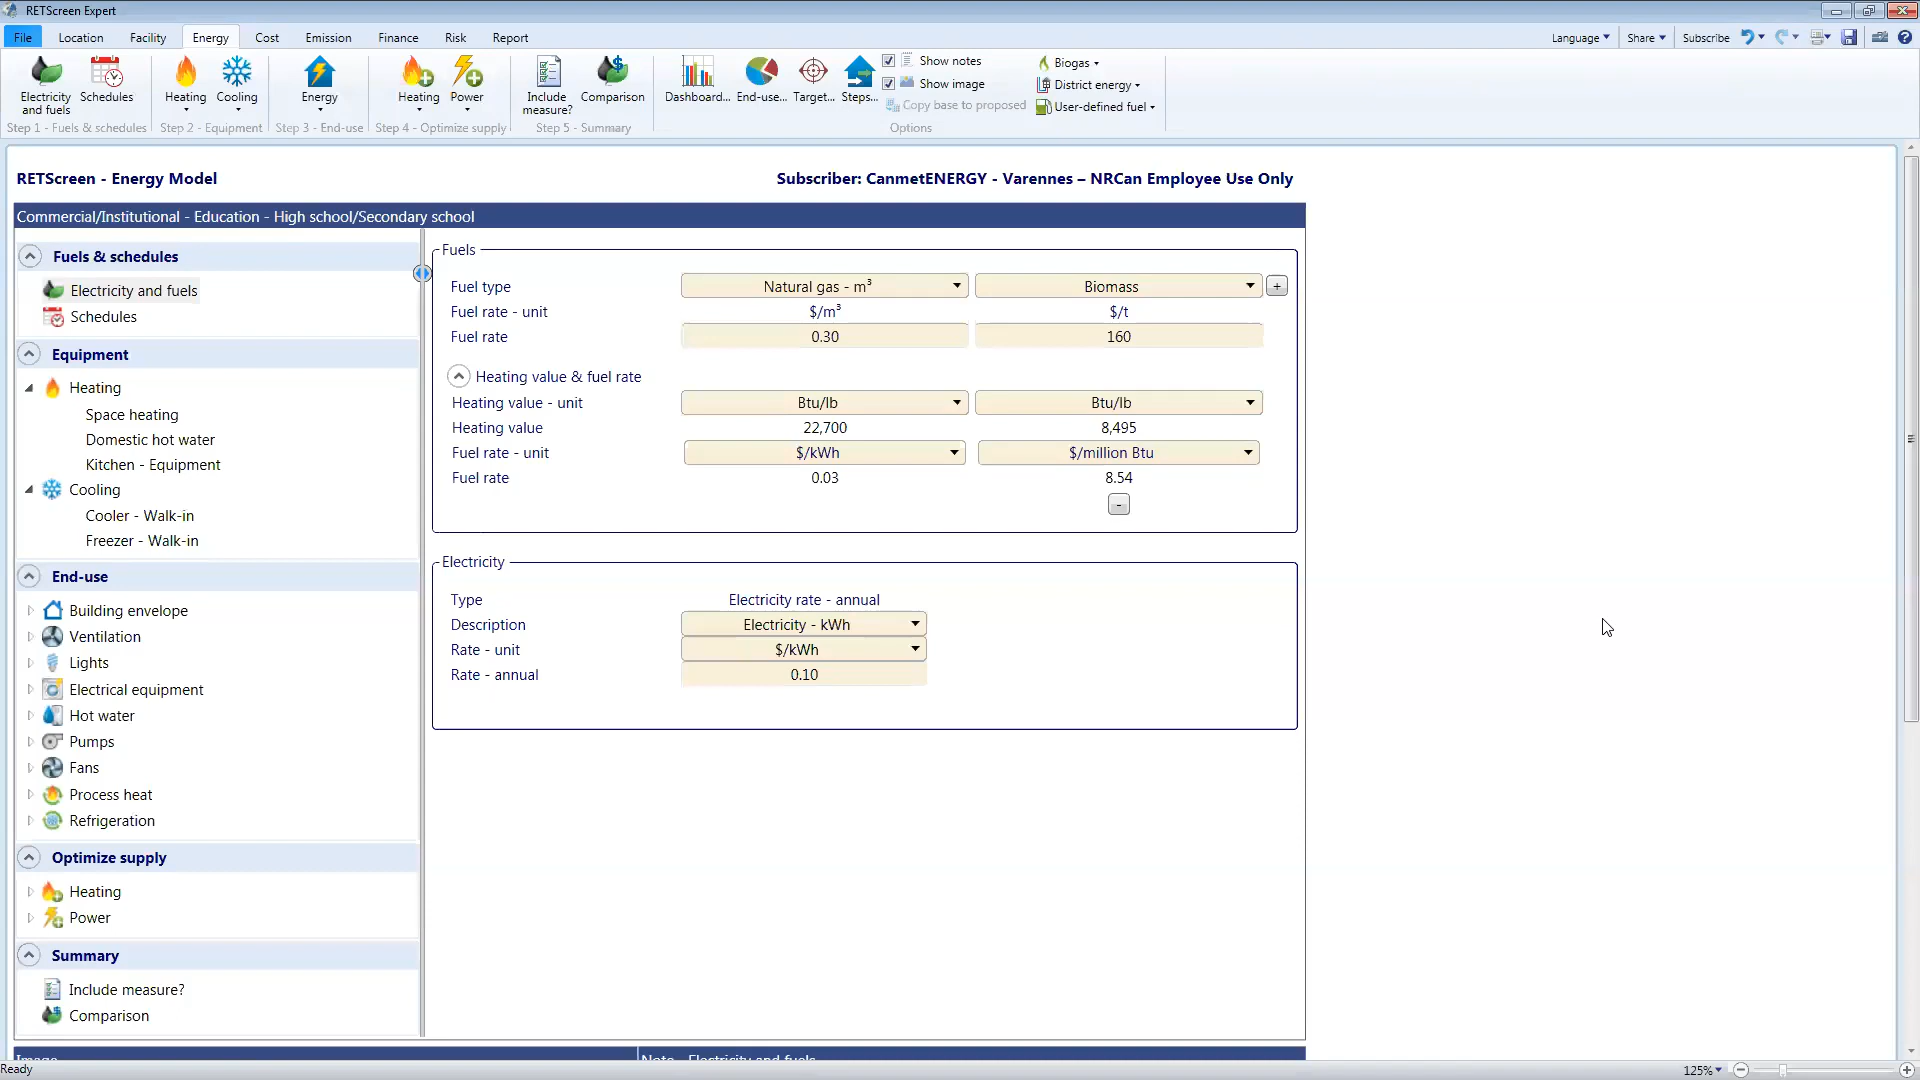 RETScreen Expert
File Location Facility Energy Cost Emission Finance Risk Report Language Share Subscribe
Electricity and fuels Schedules Heating Cooling Energy Heating Power Include measure? Comparison Dashboard... End-use... Target... Steps...
Show notes
Show image
Copy base to proposed
Biogas
District energy
User-defined fuel
Step 1 - Fuels & schedules Step 2 - Equipment Step 3 - End-use Step 4 - Optimize supply Step 5 - Summary Options
RETScreen - Energy Model Subscriber: CanmetENERGY - Varennes – NRCan Employee Use Only
Commercial/Institutional - Education - High school/Secondary school
Fuels & schedules
Electricity and fuels
Schedules
Equipment
Heating
Space heating
Domestic hot water
Kitchen - Equipment
Cooling
Cooler - Walk-in
Freezer - Walk-in
End-use
Building envelope
Ventilation
Lights
Electrical equipment
Hot water
Pumps
Fans
Process heat
Refrigeration
Optimize supply
Heating
Power
Summary
Include measure?
Comparison
Fuels
Fuel type Natural gas - m³ Biomass +
Fuel rate - unit $/m³ $/t
Fuel rate 0.30 160
Heating value & fuel rate
Heating value - unit Btu/lb Btu/lb
Heating value 22,700 8,495
Fuel rate - unit $/kWh $/million Btu
Fuel rate 0.03 8.54
-
Electricity
Type Electricity rate - annual
Description Electricity - kWh
Rate - unit $/kWh
Rate - annual 0.10
Image Note - Electricity and fuels
Ready 125%